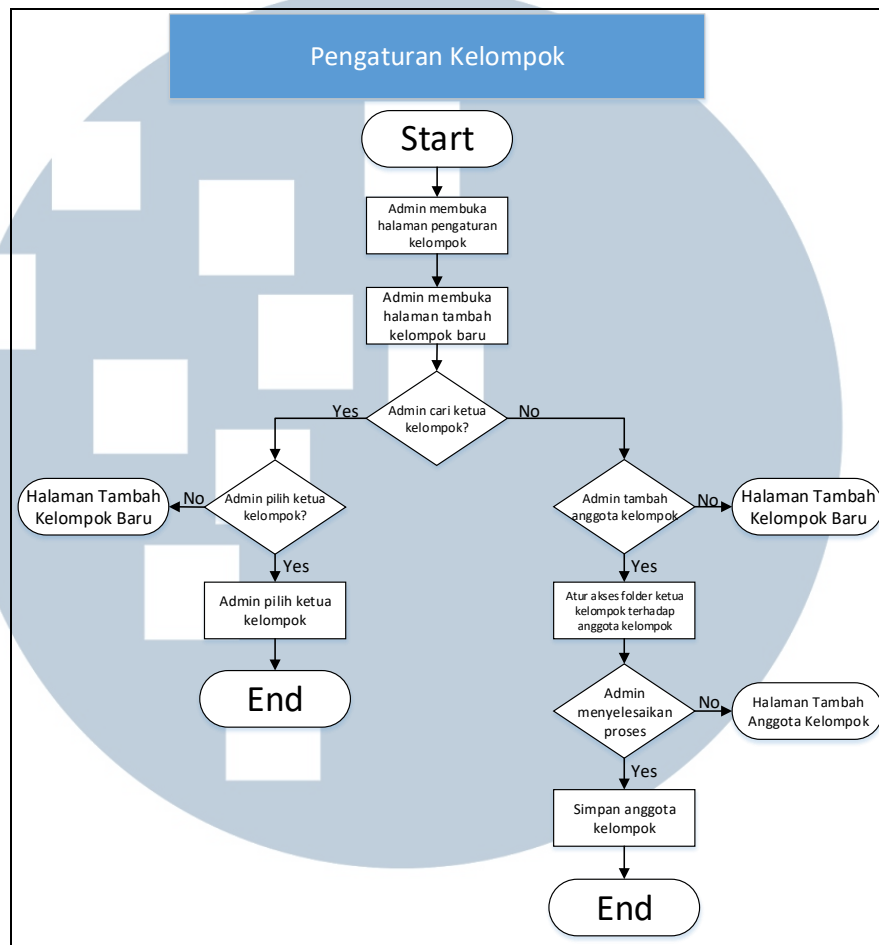 Pengaturan Kelompok
Start
Admin membuka
halaman pengaturan
kelompok
Admin membuka
halaman tambah
kelompok baru
Admin cari ketua
kelompok?
Yes
No
Admin pilih ketua
kelompok?
No
Halaman Tambah
Kelompok Baru
Yes
Admin pilih ketua
kelompok
End
Admin tambah
anggota kelompok
No
Halaman Tambah
Kelompok Baru
Yes
Atur akses folder ketua
kelompok terhadap
anggota kelompok
Admin
menyelesaikan
proses
No
Halaman Tambah
Anggota Kelompok
Yes
Simpan anggota
kelompok
End